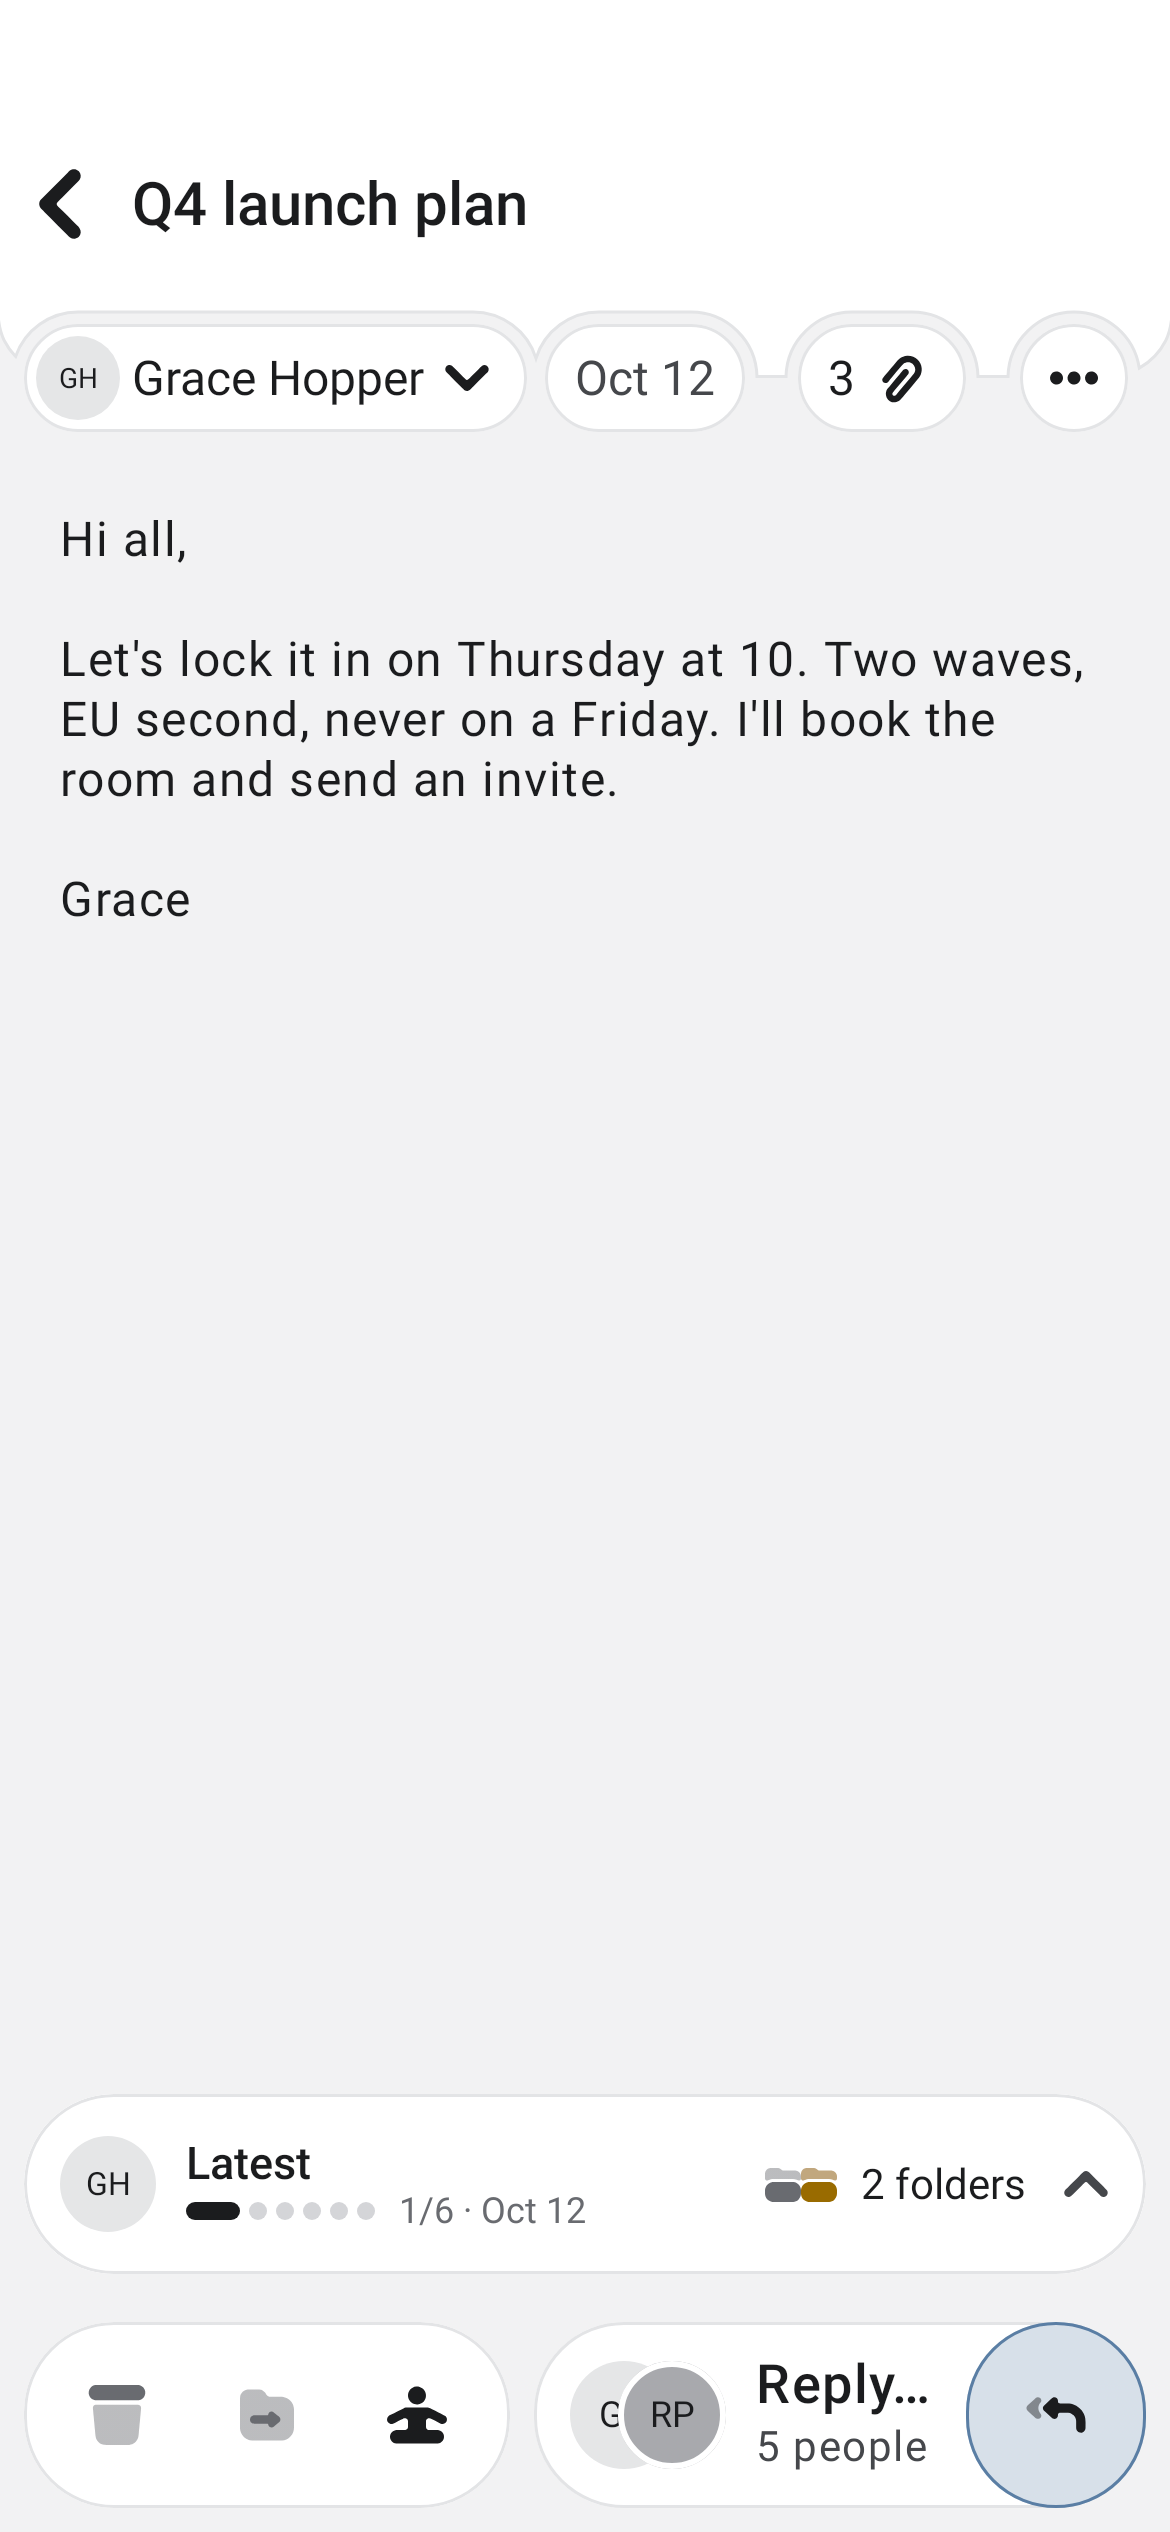 Q4 launch plan
GH Grace Hopper
Oct 12
3
Hi all,
Let's lock it in on Thursday at 10. Two waves,
EU second, never on a Friday. I'll book the
room and send an invite.
Grace
GH
Latest
1/6 · Oct 12
2 folders
G
RP
Reply...
5 people